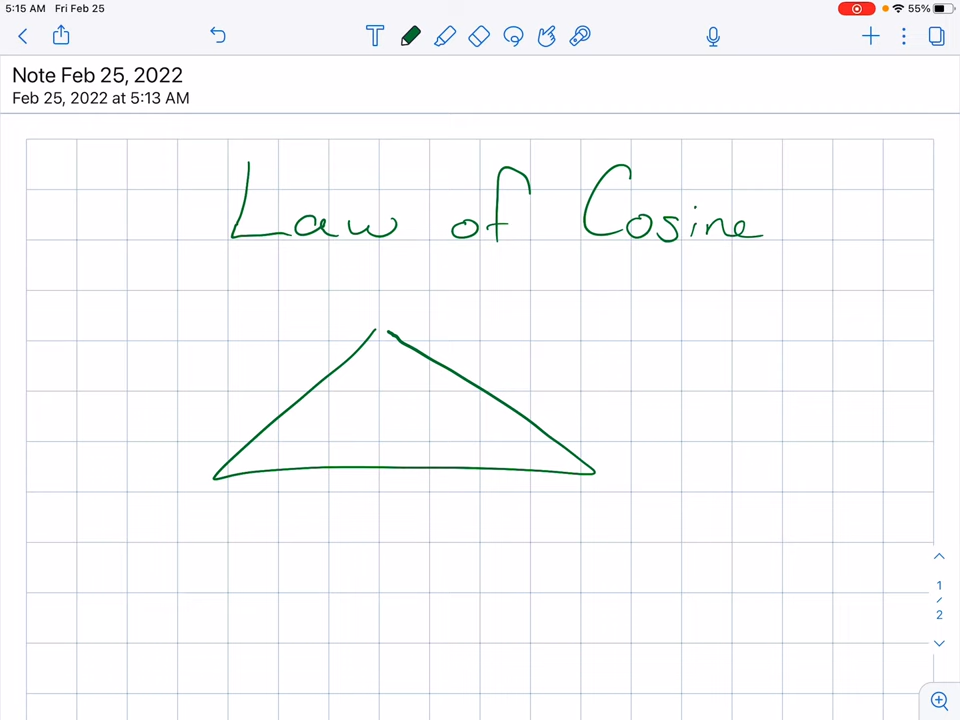 5:15 AM Fri Feb 25
55%
T
Note Feb 25, 2022
Feb 25, 2022 at 5:13 AM
Law of Cosine
1
/
2